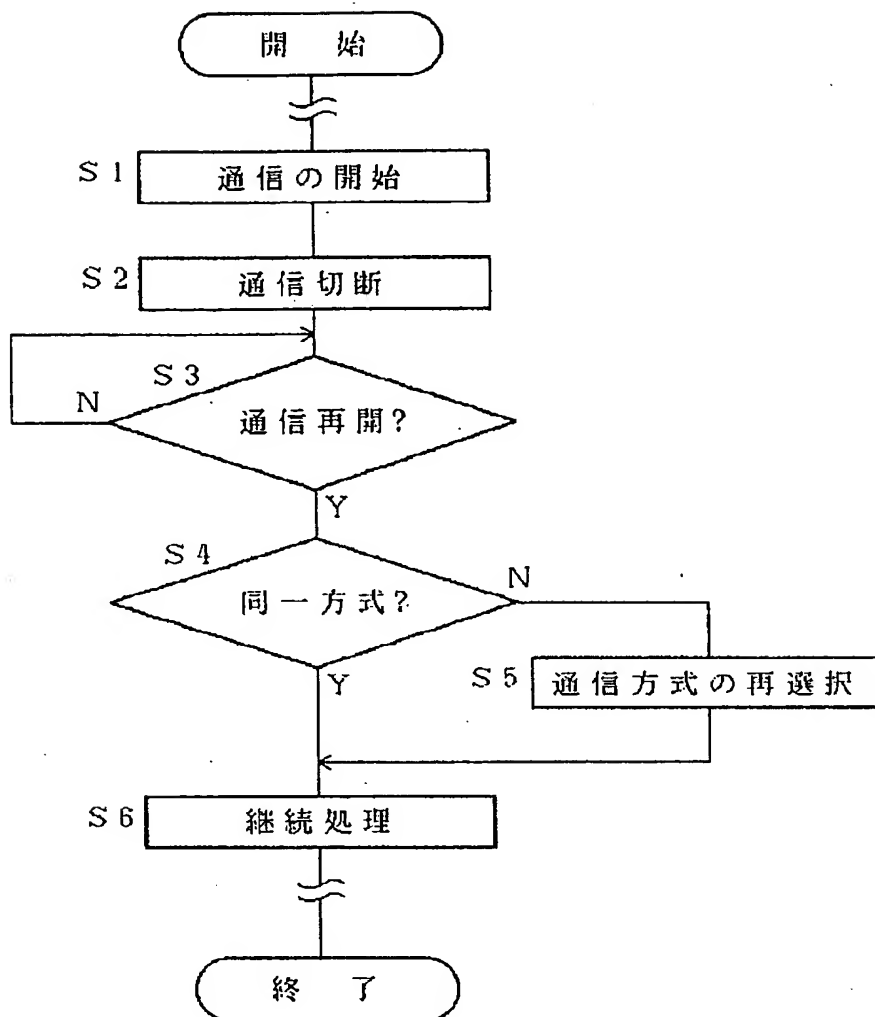 開始
S1 通信の開始
S2 通信切断
S3
N 通信再開?
Y
S4
同一方式? N
Y
S5 通信方式の再選択
S6 継続処理
終了